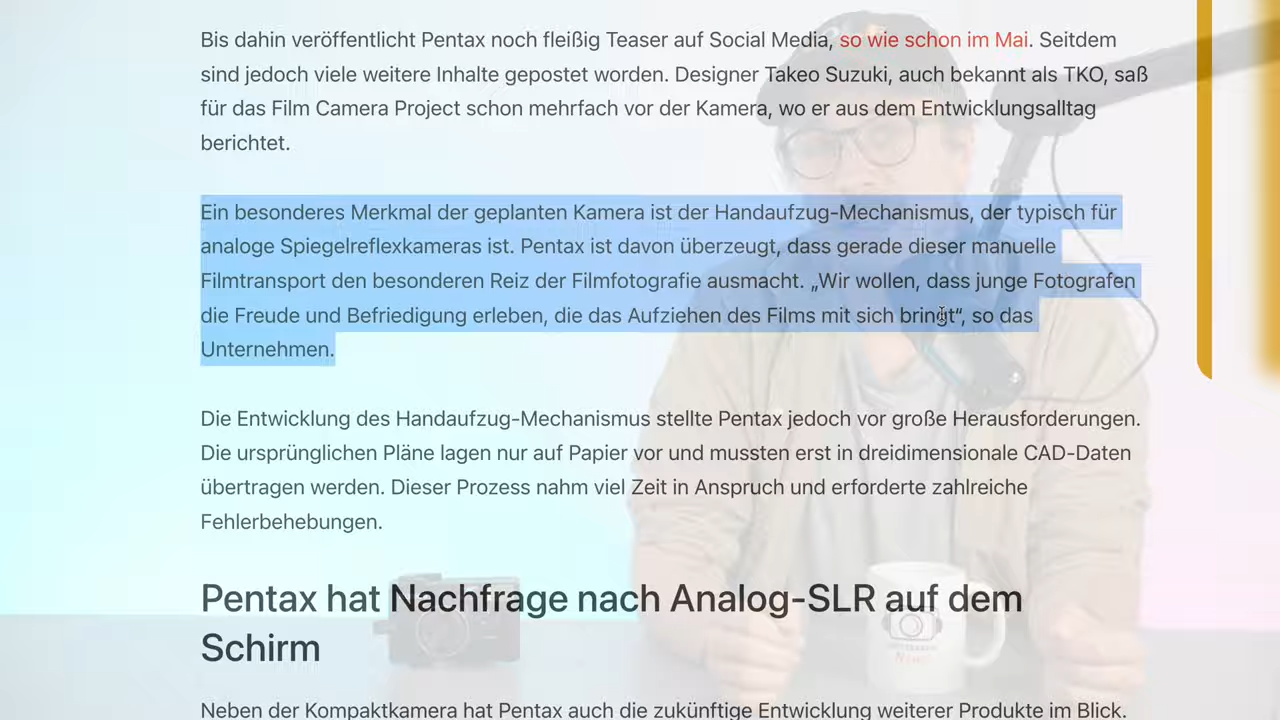 Bis dahin veröffentlicht Pentax noch fleißig Teaser auf Social Media, so wie schon im Mai. Seitdem
sind jedoch viele weitere Inhalte gepostet worden. Designer Takeo Suzuki, auch bekannt als TKO, saß
für das Film Camera Project schon mehrfach vor der Kamera, wo er aus dem Entwicklungsalltag
berichtet.
Ein besonderes Merkmal der geplanten Kamera ist der Handaufzug-Mechanismus, der typisch für
analoge Spiegelreflexkameras ist. Pentax ist davon überzeugt, dass gerade dieser manuelle
Filmtransport den besonderen Reiz der Filmfotografie ausmacht. „Wir wollen, dass junge Fotografen
die Freude und Befriedigung erleben, die das Aufziehen des Films mit sich bringt“, so das
Unternehmen.
Die Entwicklung des Handaufzug-Mechanismus stellte Pentax jedoch vor große Herausforderungen.
Die ursprünglichen Pläne lagen nur auf Papier vor und mussten erst in dreidimensionale CAD-Daten
übertragen werden. Dieser Prozess nahm viel Zeit in Anspruch und erforderte zahlreiche
Fehlerbehebungen.
Pentax hat Nachfrage nach Analog-SLR auf dem
Schirm
Neben der Kompaktkamera hat Pentax auch die zukünftige Entwicklung weiterer Produkte im Blick.